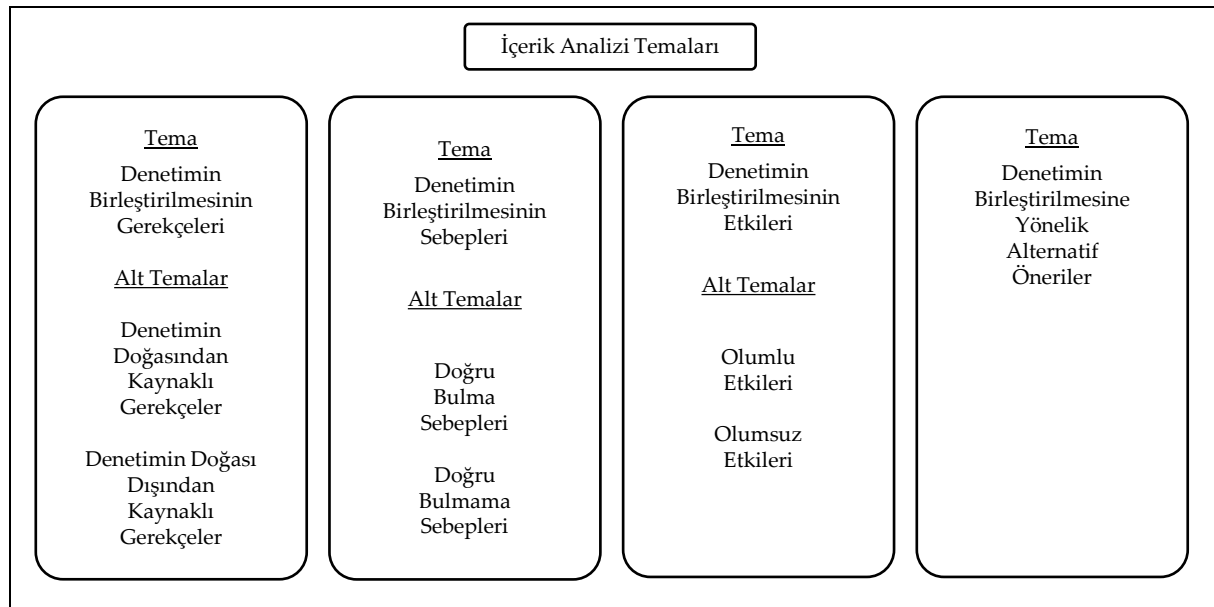 İçerik Analizi Temaları
Tema
Denetimin
Birleştirilmesinin
Gerekçeleri
Alt Temalar
Denetimin
Doğasından
Kaynaklı
Gerekçeler
Denetimin Doğası
Dışından
Kaynaklı
Gerekçeler
Tema
Denetimin
Birleştirilmesinin
Sebepleri
Alt Temalar
Doğru
Bulma
Sebepleri
Doğru
Bulmama
Sebepleri
Tema
Denetimin
Birleştirilmesinin
Etkileri
Alt Temalar
Olumlu
Etkileri
Olumsuz
Etkileri
Tema
Denetimin
Birleştirilmesine
Yönelik
Alternatif
Öneriler